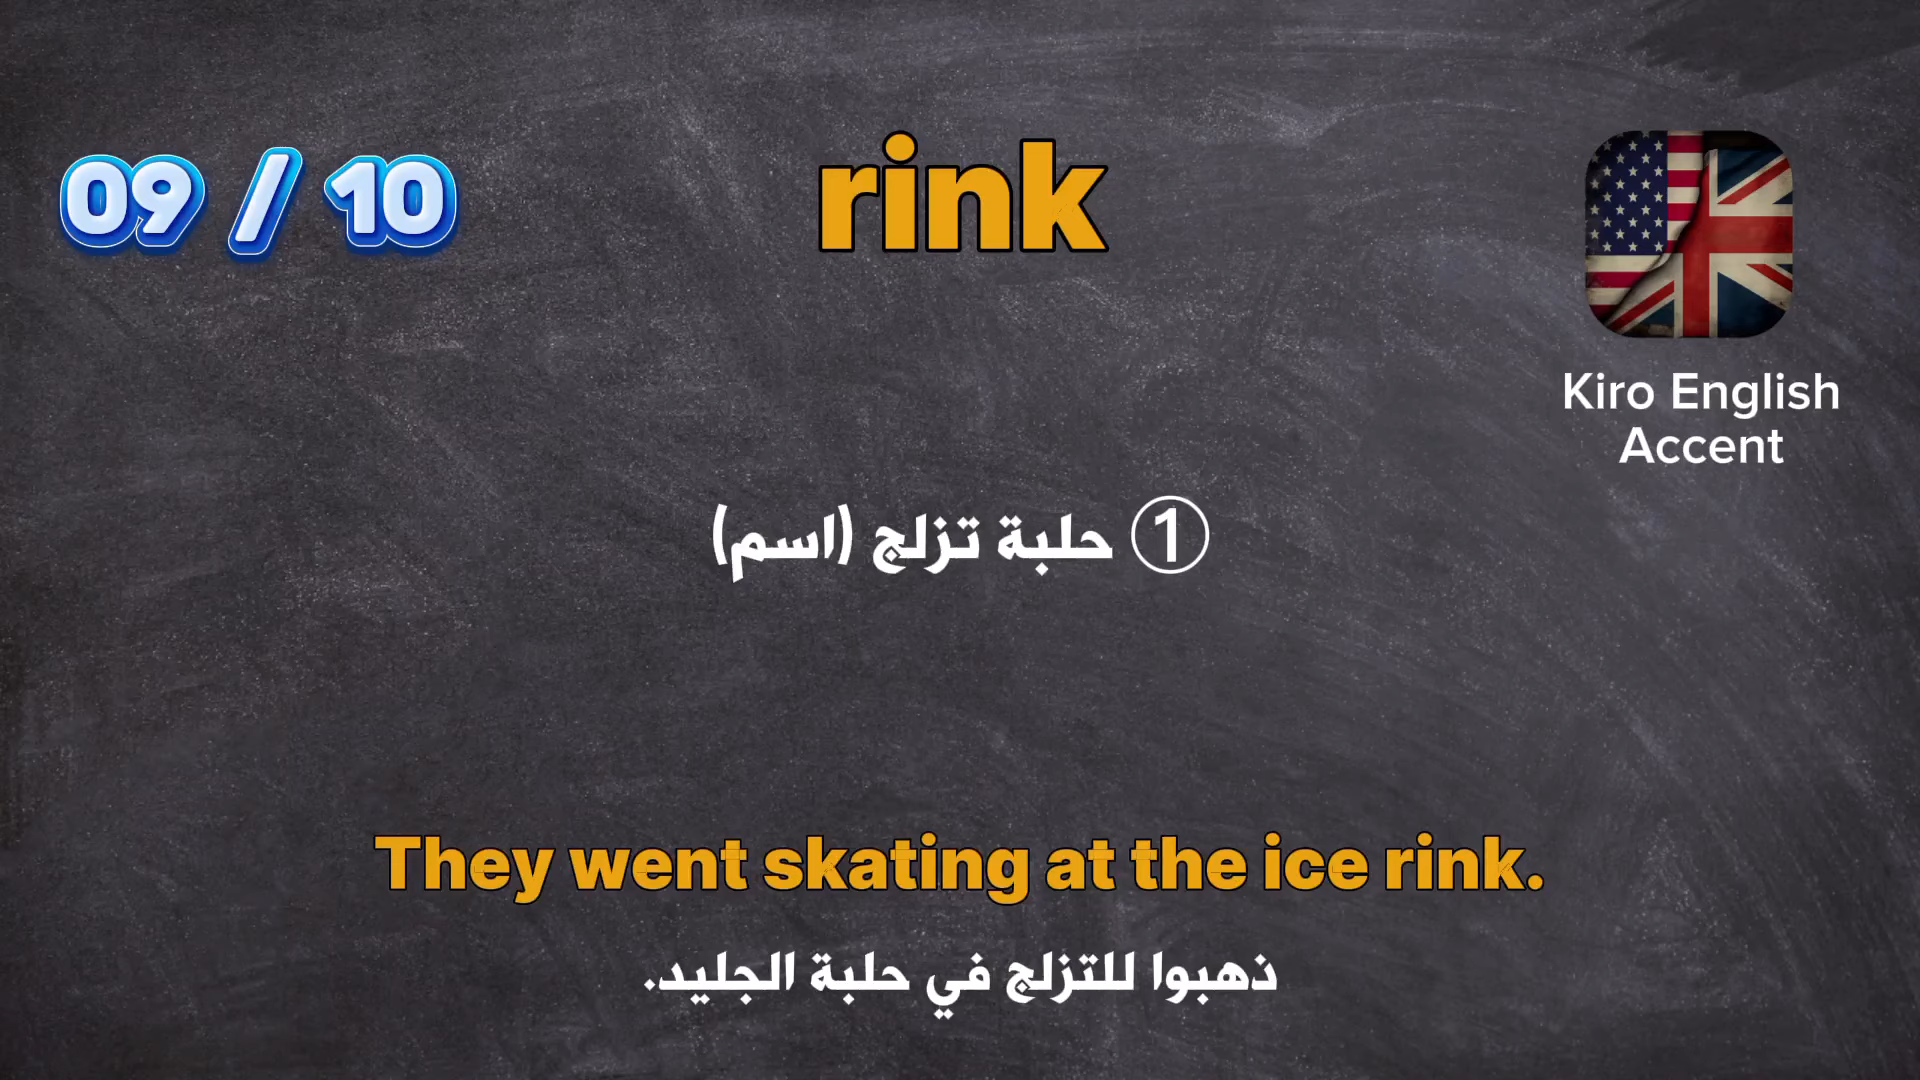 09 / 10
rink
Kiro English
Accent
① حلبة تزلج (اسم)
They went skating at the ice rink.
ذهبوا للتزلج في حلبة الجليد.